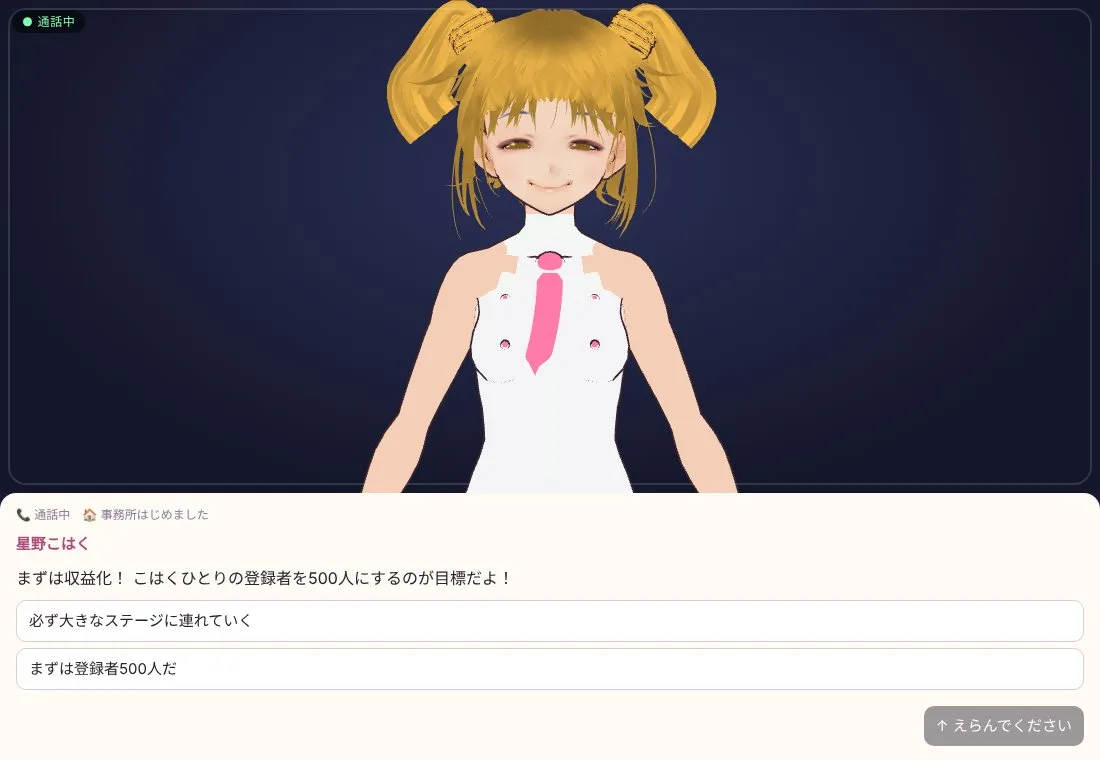 通話中
📞 通話中 🏠 事務所はじめました
星野こはく
まずは収益化！ こはくひとりの登録者を500人にするのが目標だよ！
必ず大きなステージに連れていく
まずは登録者500人だ
↑ えらんでください